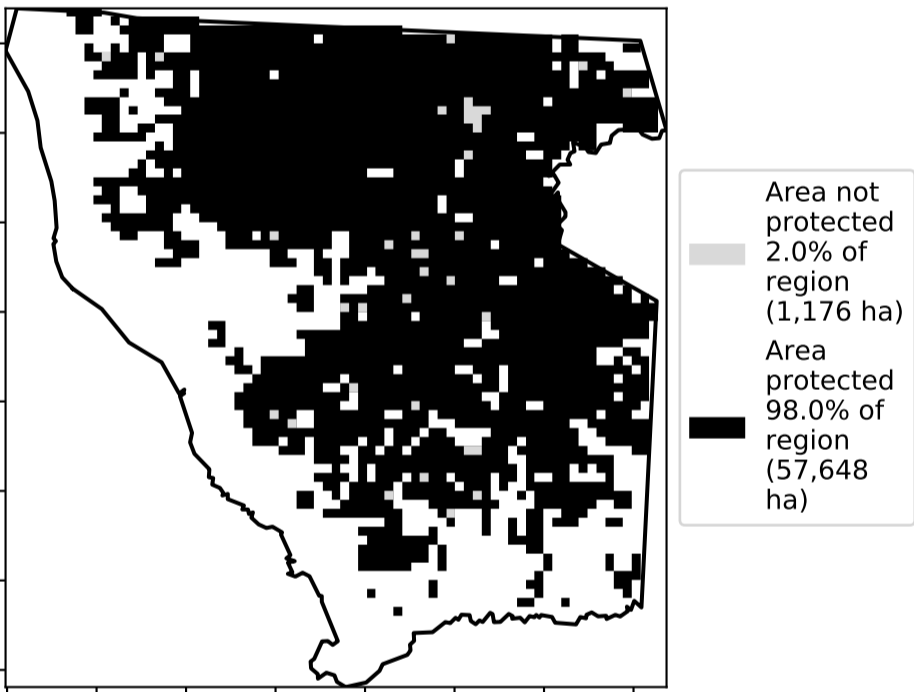 Area not
protected
2.0% of
region
(1,176 ha)
Area
protected
98.0% of
region
(57,648
ha)